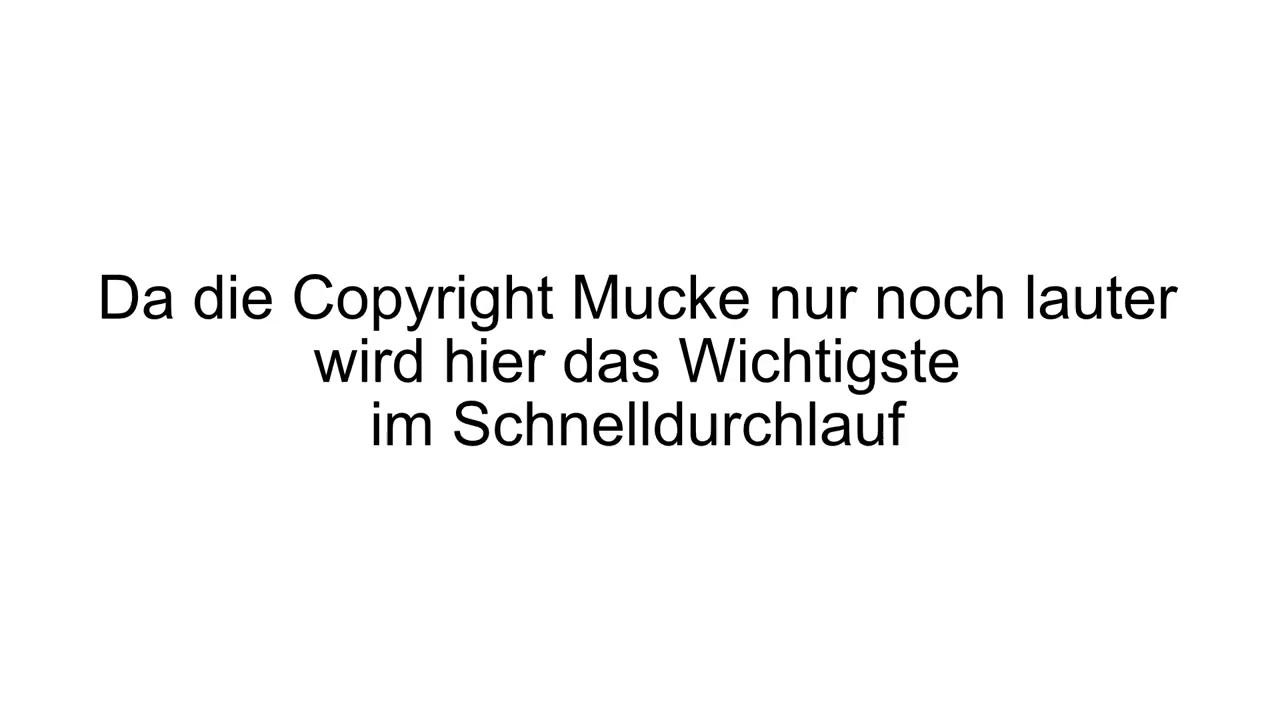 Da die Copyright Mucke nur noch lauter
wird hier das Wichtigste
im Schnelldurchlauf